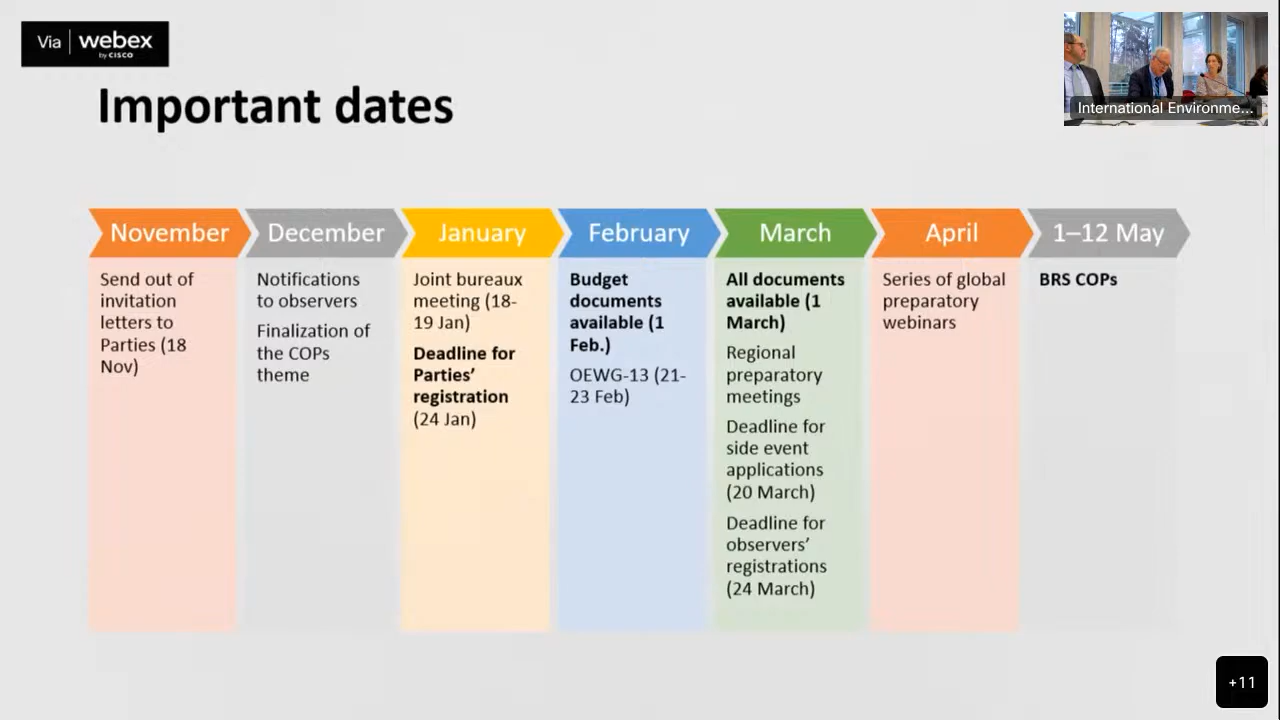 Via | webex
by CISCO
International Environme...
Important dates
November
Send out of
invitation
letters to
Parties (18
Nov)
December
Notifications
to observers
Finalization of
the COPs
theme
January
Joint bureaux
meeting (18-
19 Jan)
Deadline for
Parties’
registration
(24 Jan)
February
Budget
documents
available (1
Feb.)
OEWG-13 (21-
23 Feb)
March
All documents
available (1
March)
Regional
preparatory
meetings
Deadline for
side event
applications
(20 March)
Deadline for
observers’
registrations
(24 March)
April
Series of global
preparatory
webinars
1–12 May
BRS COPs
+11